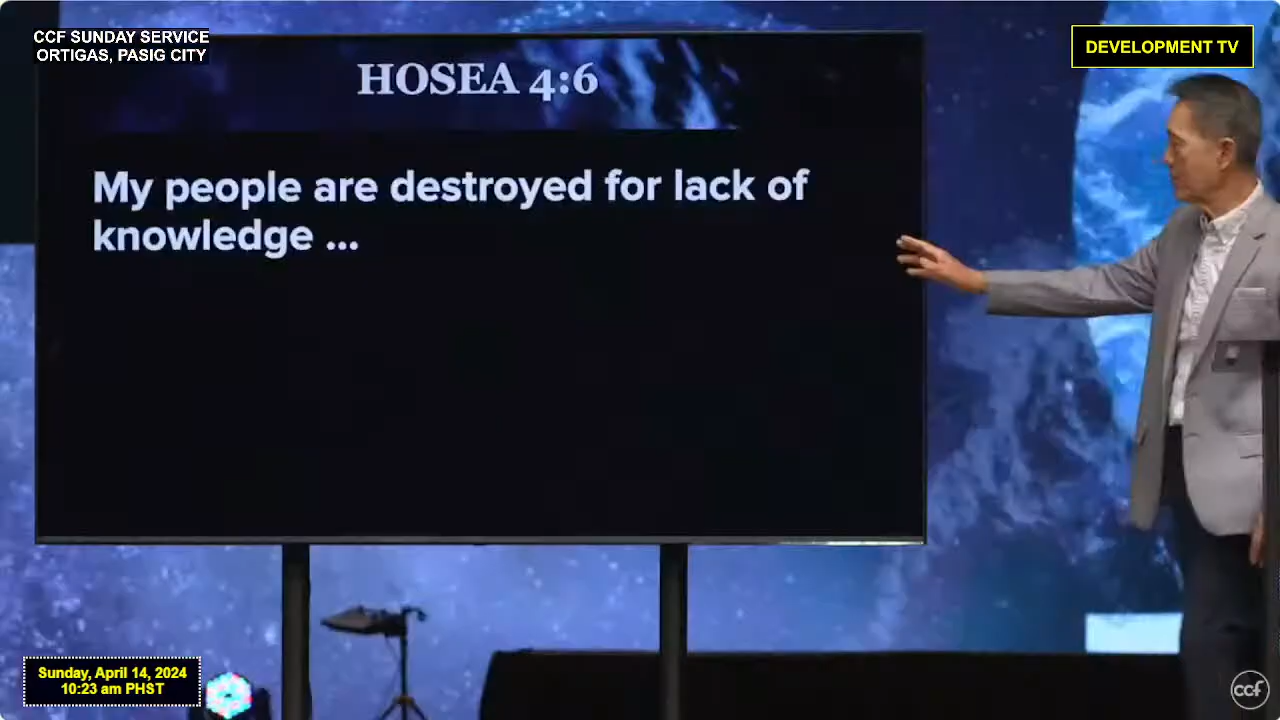 CCF SUNDAY SERVICE
ORTIGAS, PASIG CITY
DEVELOPMENT TV
HOSEA 4:6
My people are destroyed for lack of
knowledge ...
Sunday, April 14, 2024
10:23 am PHST
ccf